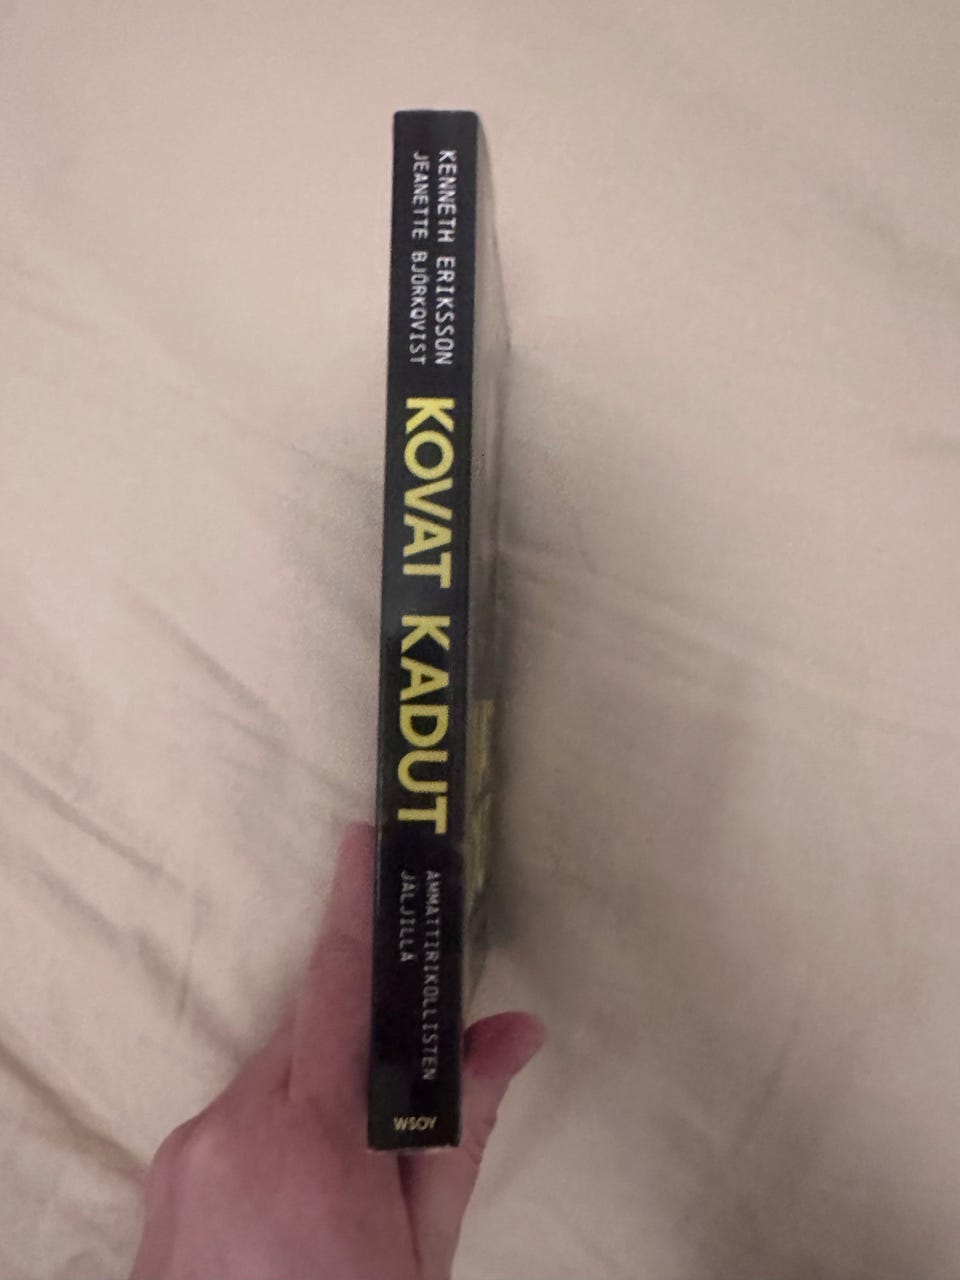 KENNETH ERIKSSON
JEANETTE BJÖRKQVIST
KOVAT KADUT
AMMATTIRIKOLLISTEN
JÄLJILLÄ
WSOY